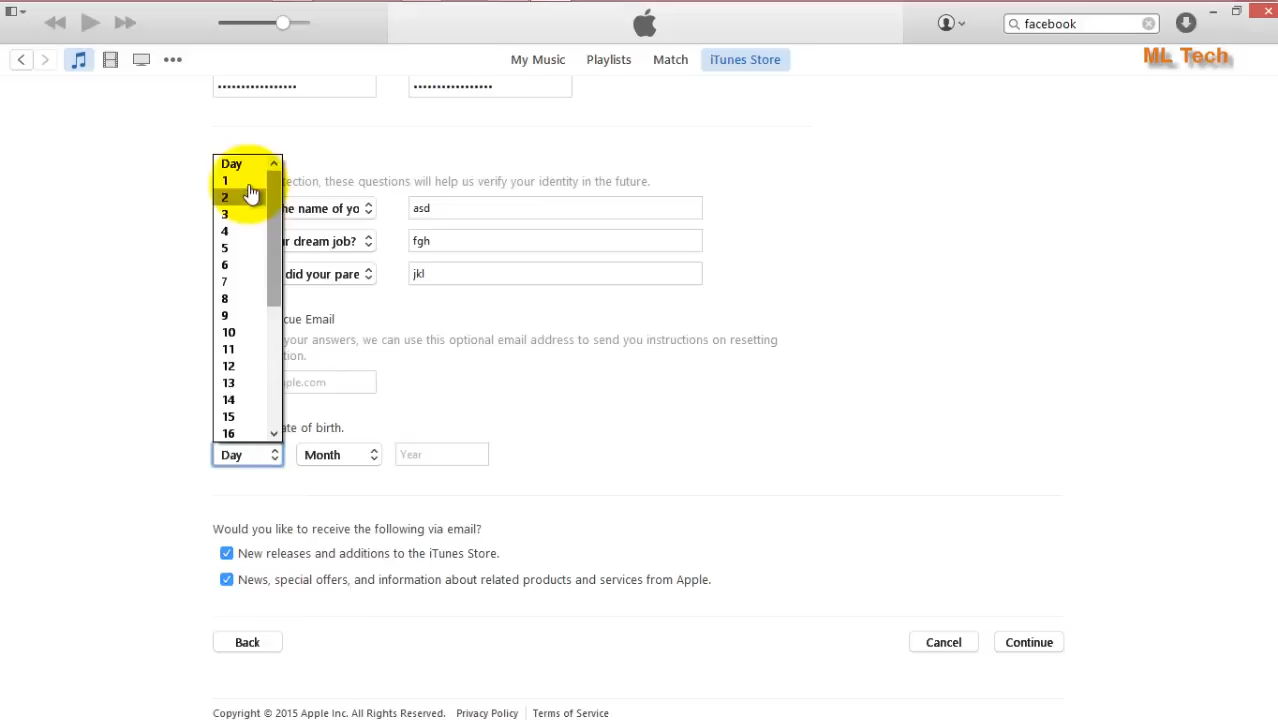 facebook
My Music
Playlists
Match
iTunes Store
ML Tech
•••••••••••••••••
•••••••••••••••••
Day
1
tection, these questions will help us verify your identity in the future.
2
3
he name of yo
asd
4
ur dream job?
fgh
5
6
did your pare
jkl
7
8
9
cue Email
10
your answers, we can use this optional email address to send you instructions on resetting
11
tion.
12
13
ple.com
14
15
ate of birth.
16
Day
Month
Year
Would you like to receive the following via email?
New releases and additions to the iTunes Store.
News, special offers, and information about related products and services from Apple.
Back
Cancel
Continue
Copyright © 2015 Apple Inc. All Rights Reserved.
Privacy Policy
Terms of Service